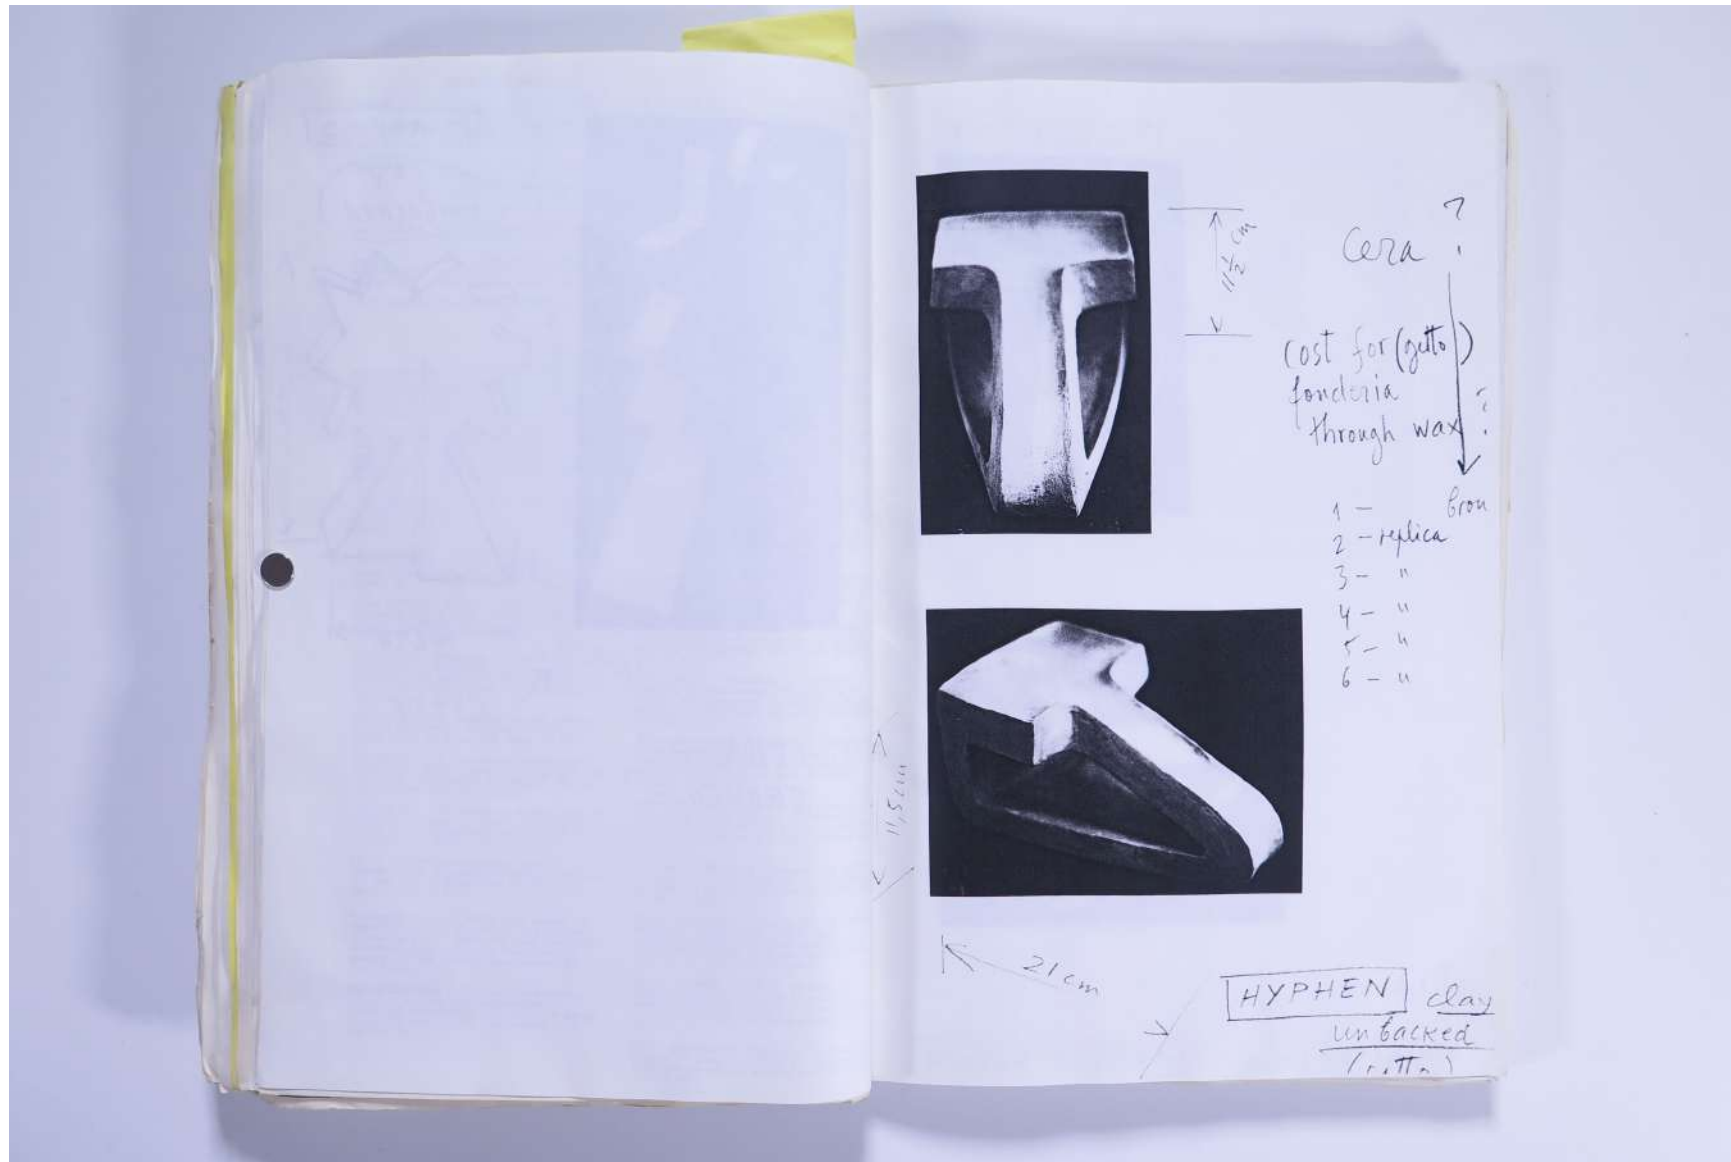 11½ cm
Cera ?
cost for (getto)
fonderia
through wax ?
1 — bron
2 — replica
3 — "
4 — "
5 — "
6 — "
11,5 cm
21 cm
HYPHEN clay
unbacked